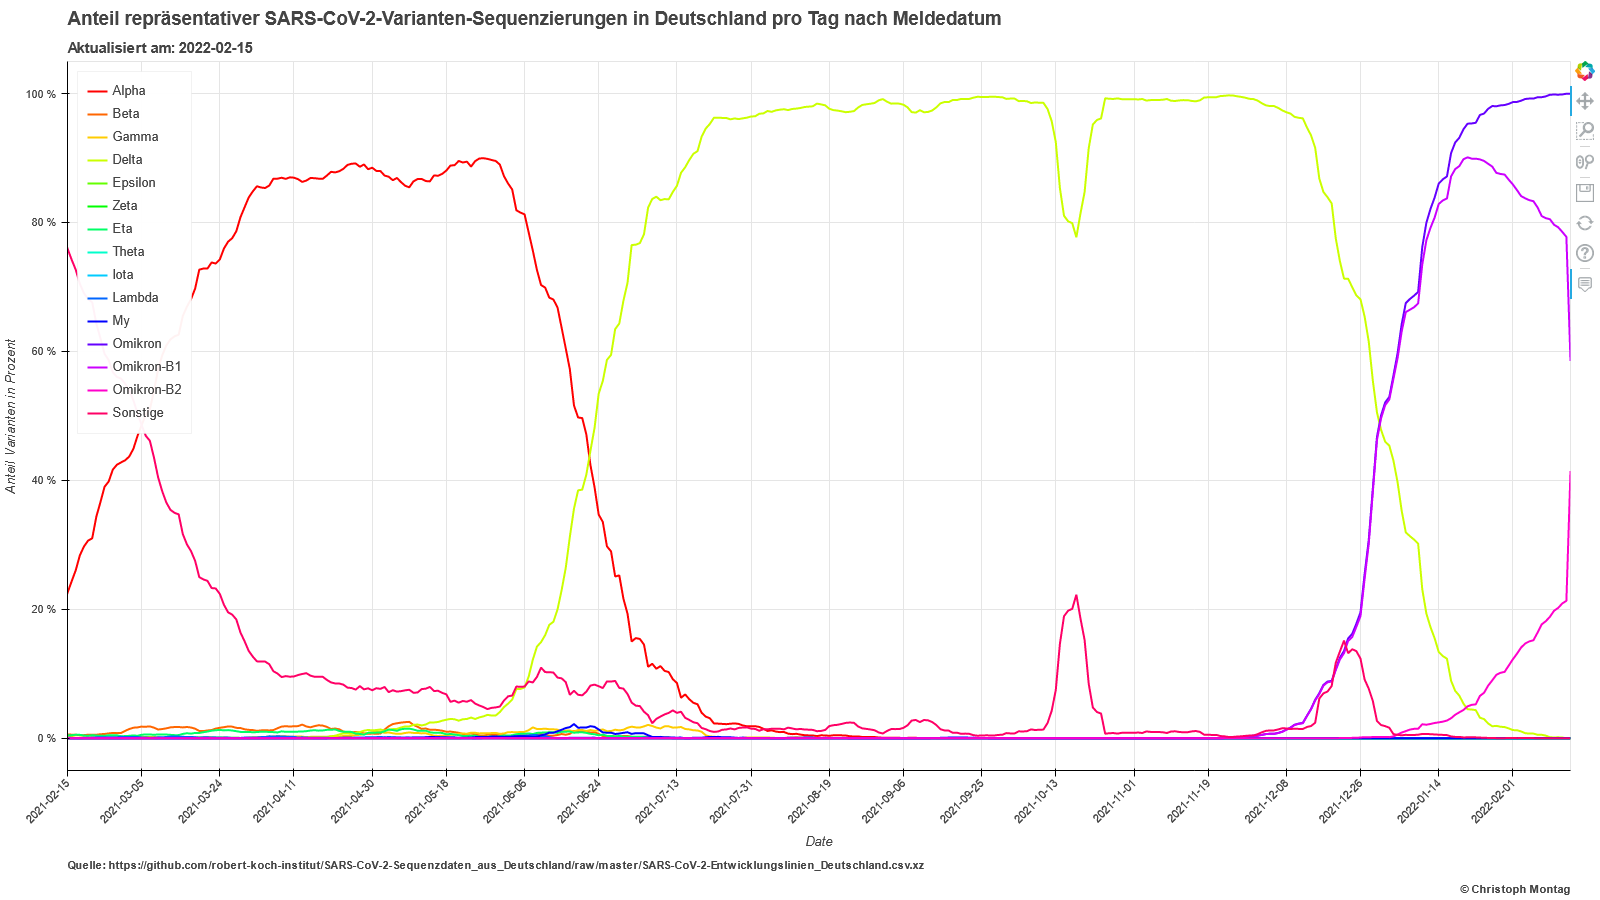 Anteil repräsentativer SARS-CoV-2-Varianten-Sequenzierungen in Deutschland pro Tag nach Meldedatum
Aktualisiert am: 2022-02-15
Alpha
Beta
Gamma
Delta
Epsilon
Zeta
Eta
Theta
Iota
Lambda
My
Omikron
Omikron-B1
Omikron-B2
Sonstige
100 %
80 %
60 %
40 %
20 %
0 %
Anteil Varianten in Prozent
2021-02-15
2021-03-05
2021-03-24
2021-04-11
2021-04-30
2021-05-18
2021-06-06
2021-06-24
2021-07-13
2021-07-31
2021-08-19
2021-09-06
2021-09-25
2021-10-13
2021-11-01
2021-11-19
2021-12-08
2021-12-26
2022-01-14
2022-02-01
Date
Quelle: https://github.com/robert-koch-institut/SARS-CoV-2-Sequenzdaten_aus_Deutschland/raw/master/SARS-CoV-2-Entwicklungslinien_Deutschland.csv.xz
© Christoph Montag